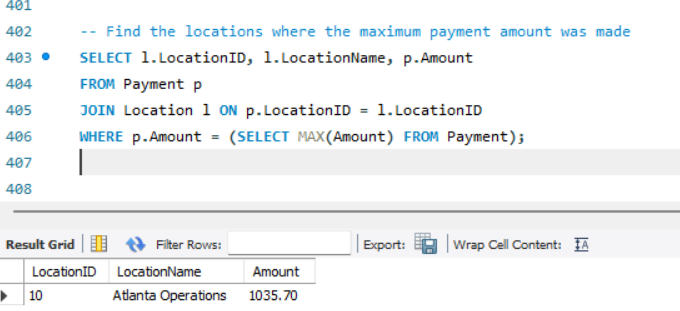 401
402 -- Find the locations where the maximum payment amount was made
403 SELECT l.LocationID, l.LocationName, p.Amount
404 FROM Payment p
405 JOIN Location l ON p.LocationID = l.LocationID
406 WHERE p.Amount = (SELECT MAX(Amount) FROM Payment);
407
408
Result Grid Filter Rows: Export: Wrap Cell Content: IA
LocationID LocationName Amount
10 Atlanta Operations 1035.70